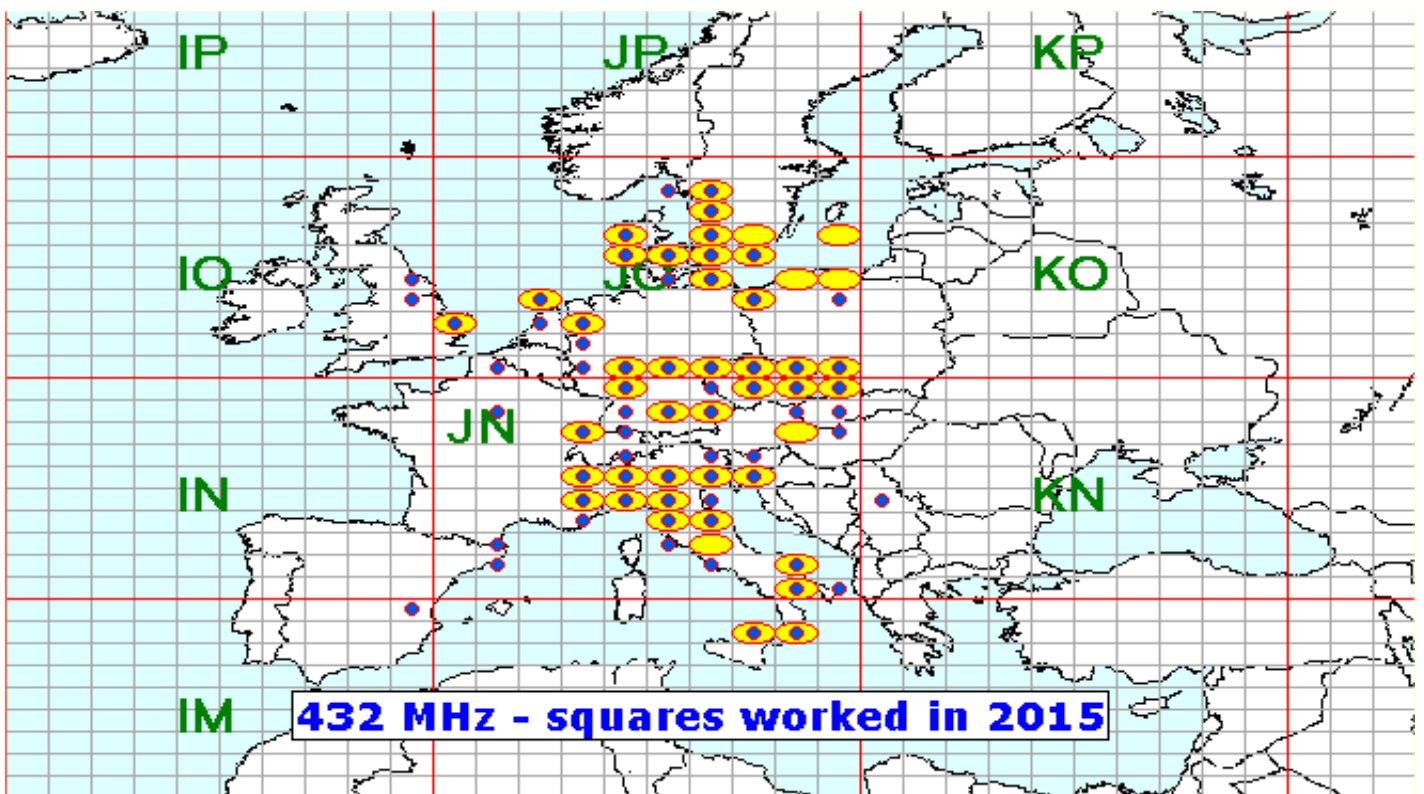 IP JP KP
IO JO KO
JN
IN KN
IM
432 MHz - squares worked in 2015